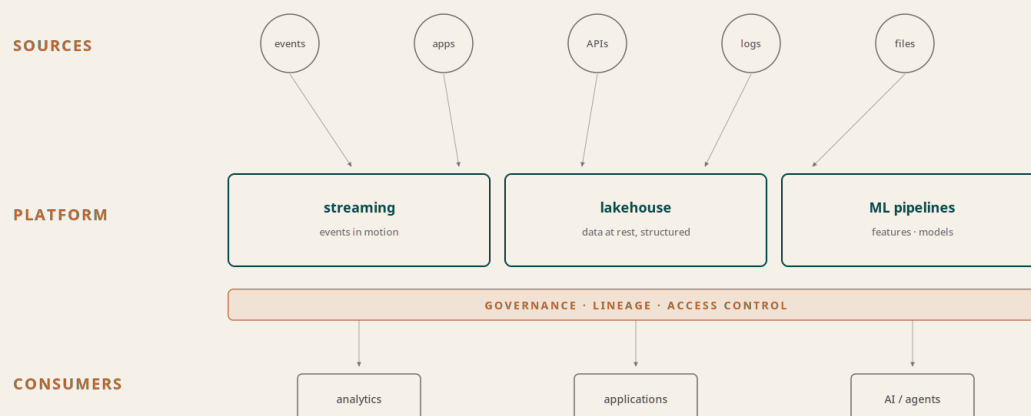 SOURCES
events
apps
APIs
logs
files
PLATFORM
streaming
events in motion
lakehouse
data at rest, structured
ML pipelines
features · models
GOVERNANCE · LINEAGE · ACCESS CONTROL
CONSUMERS
analytics
applications
AI / agents